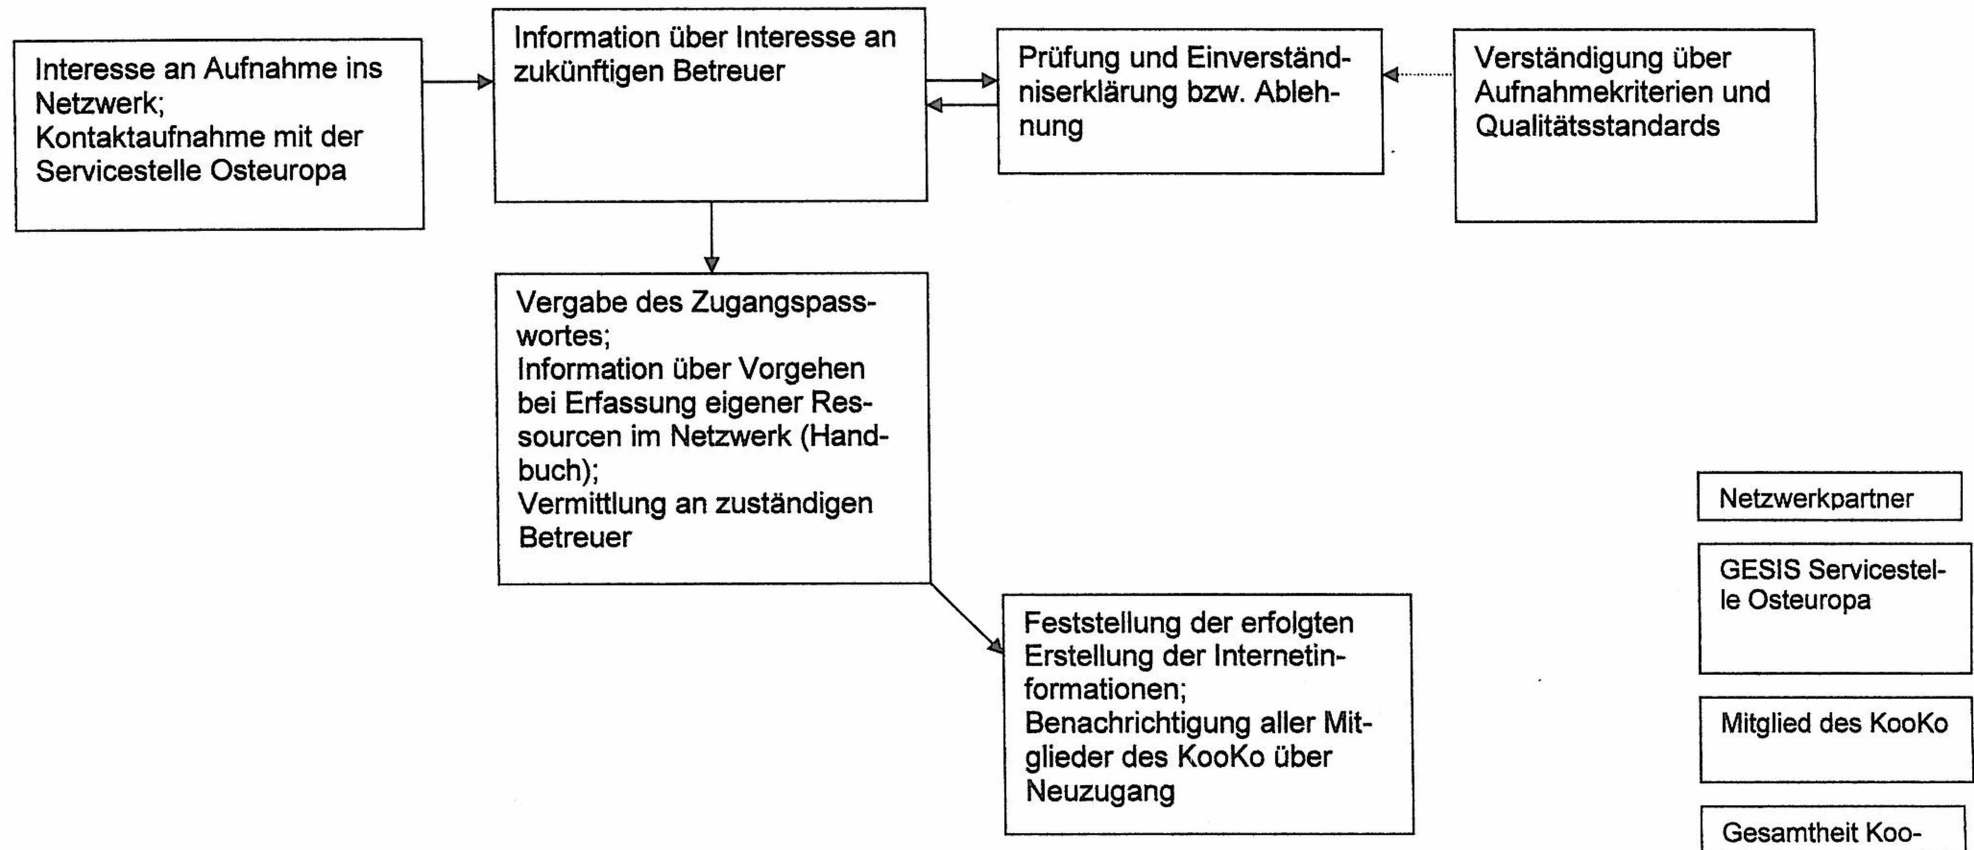 Interesse an Aufnahme ins
Netzwerk;
Kontaktaufnahme mit der
Servicestelle Osteuropa
Information über Interesse an
zukünftigen Betreuer
Prüfung und Einverständ-
niserklärung bzw. Ableh-
nung
Verständigung über
Aufnahmekriterien und
Qualitätsstandards
Vergabe des Zugangspass-
wortes;
Information über Vorgehen
bei Erfassung eigener Res-
sourcen im Netzwerk (Hand-
buch);
Vermittlung an zuständigen
Betreuer
Feststellung der erfolgten
Erstellung der Internetin-
formationen;
Benachrichtigung aller Mit-
glieder des KooKo über
Neuzugang
Netzwerkpartner
GESIS Servicestel-
le Osteuropa
Mitglied des KooKo
Gesamtheit Koo-